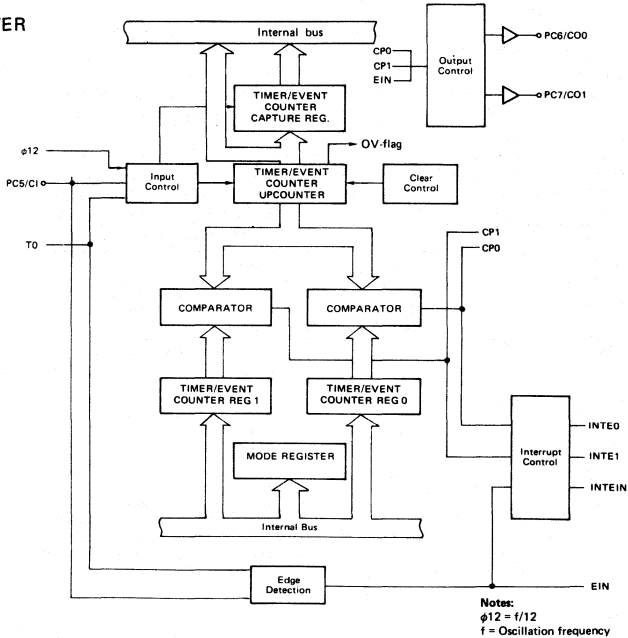 ER
Internal bus
CP0
CP1
EIN
Output
Control
PC6/CO0
PC7/CO1
TIMER/EVENT
COUNTER
CAPTURE REG.
OV-flag
φ12
PC5/CI
T0
Input
Control
TIMER/EVENT
COUNTER
UPCOUNTER
Clear
Control
CP1
CP0
COMPARATOR
COMPARATOR
TIMER/EVENT
COUNTER REG 1
TIMER/EVENT
COUNTER REG 0
MODE REGISTER
Internal Bus
Interrupt
Control
INTE0
INTE1
INTEIN
Edge
Detection
EIN
Notes:
φ12 = f/12
f = Oscillation frequency